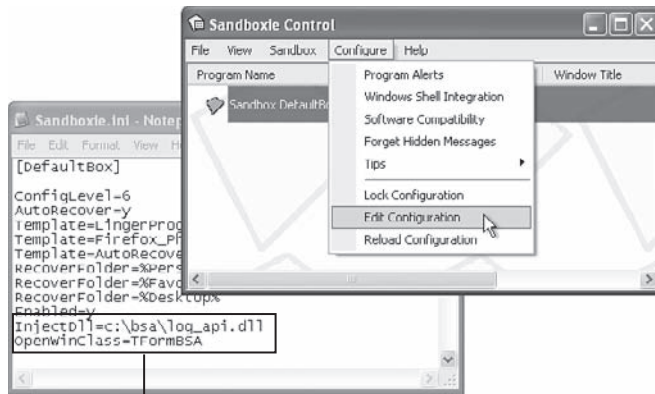 Sandboxie Control
File View Sandbox Configure Help
Program Name
Window Title
Sandbox DefaultB
Program Alerts
Windows Shell Integration
Software Compatibility
Forget Hidden Messages
Tips
Lock Configuration
Edit Configuration
Reload Configuration
Sandboxie.ini - Notep
File Edit Format View H
[DefaultBox]
ConfigLevel=6
AutoRecover=y
Template=LingerProg
Template=Firefox_Ph
Template=AutoRecove
RecoverFolder=%Pers
RecoverFolder=%Favo
RecoverFolder=%Desktop%
Enabled=y
InjectDll=c:\bsa\log_api.dll
OpenWinClass=TFormBSA